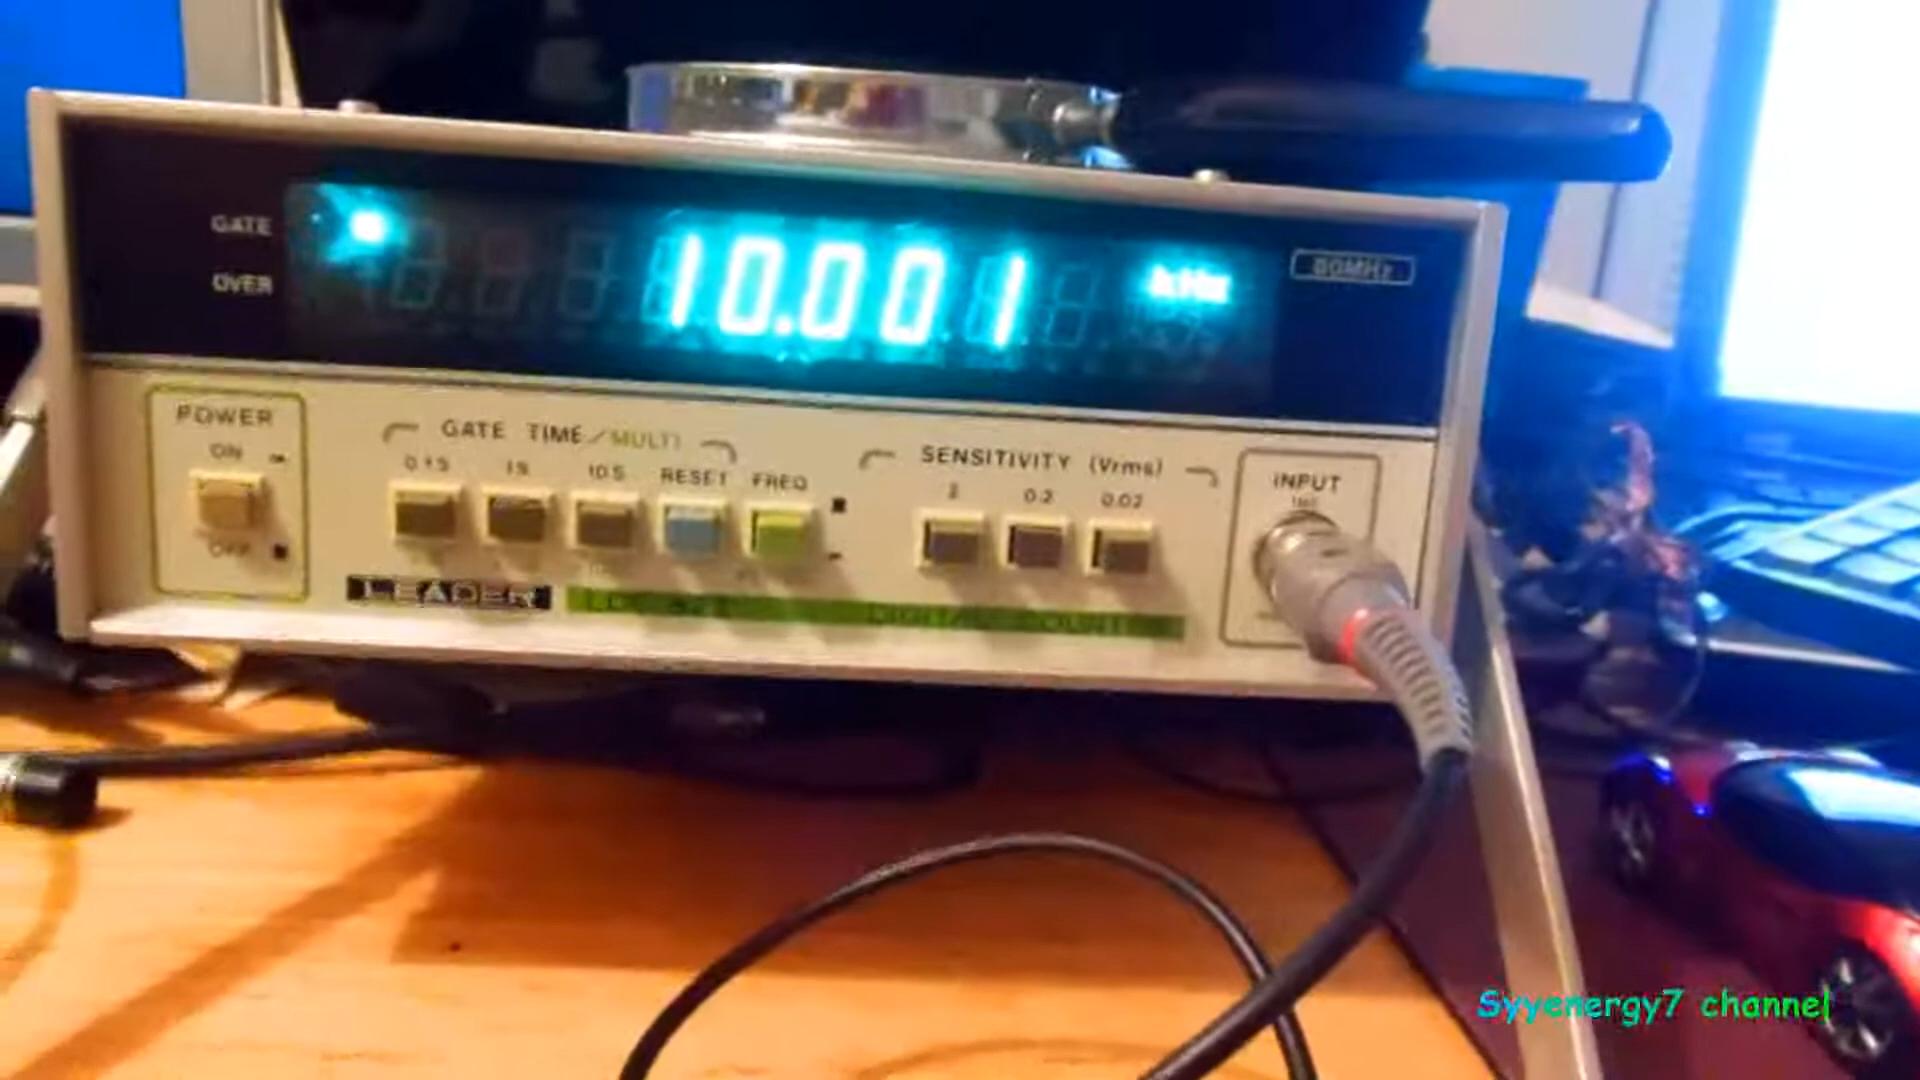 GATE
OVER
10.001 kHz
80MHz
POWER
ON
OFF
GATE TIME/MULTI
0.1S 1S 10S RESET FREQ
SENSITIVITY (Vrms)
2 0.2 0.02
INPUT
LEADER
Syyenergy7 channel